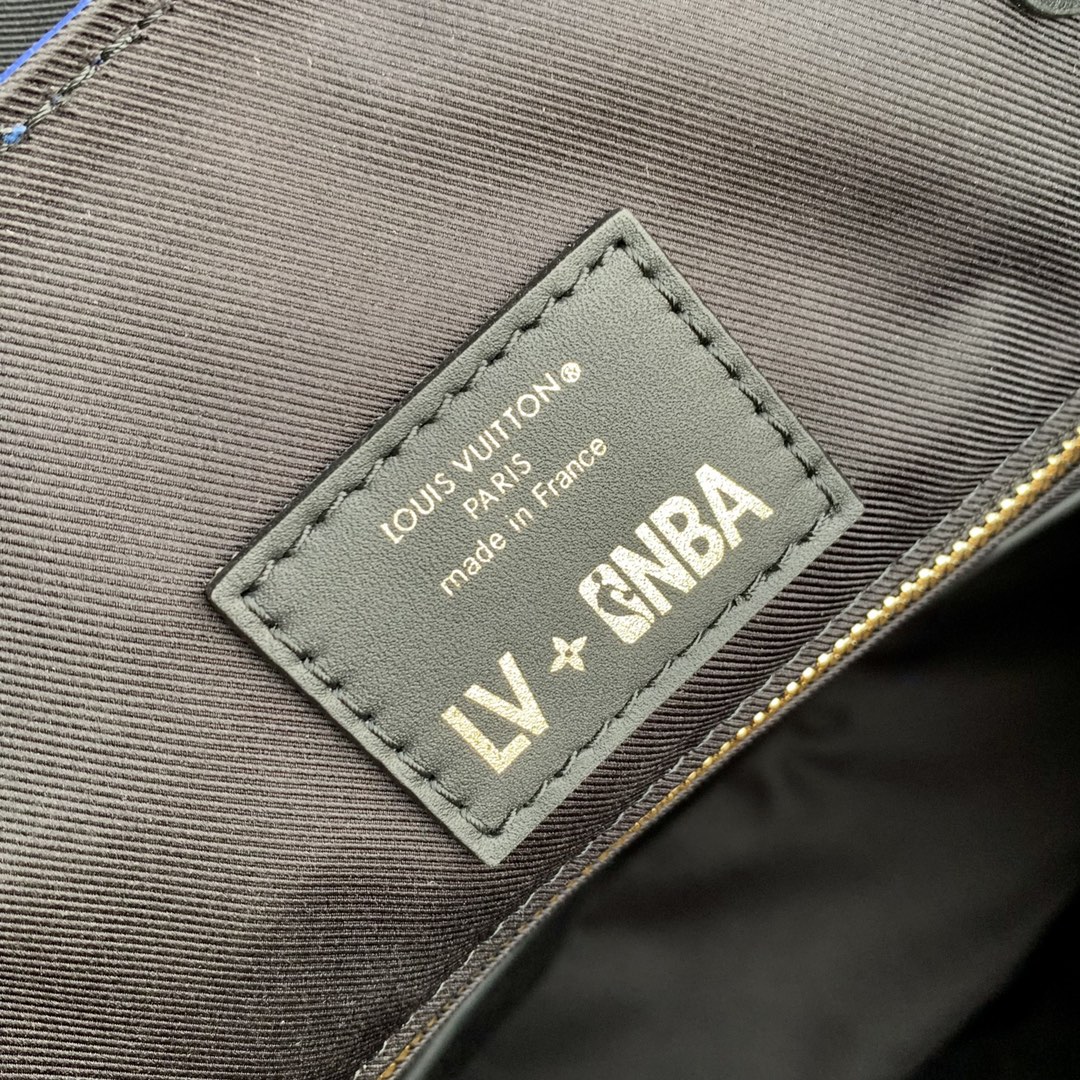 LOUIS VUITTON®
PARIS
made in France
LV + NBA